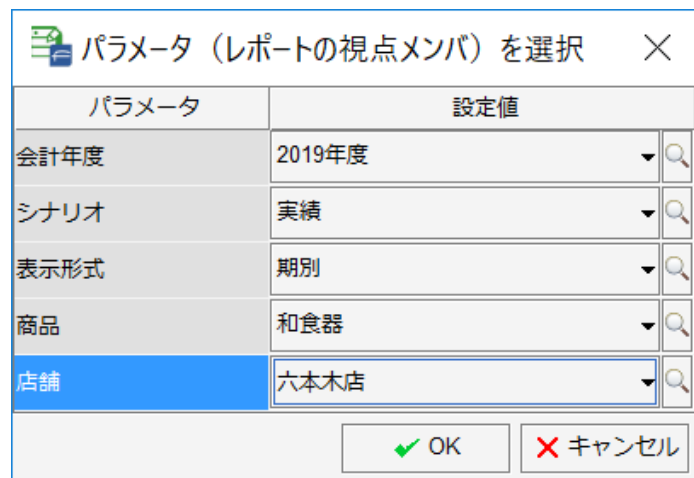 パラメータ（レポートの視点メンバ）を選択
パラメータ 設定値
会計年度 2019年度
シナリオ 実績
表示形式 期別
商品 和食器
店舗 六本木店
OK キャンセル